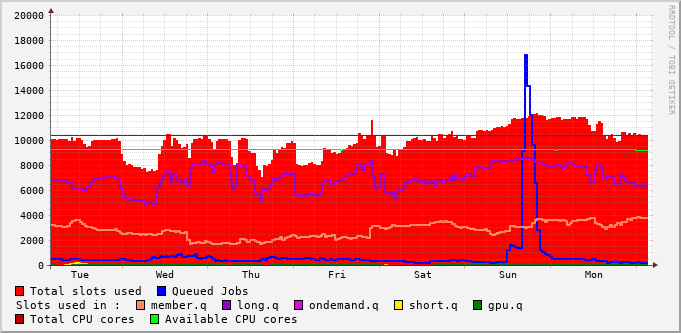 RRDTOOL / TOBI OETIKER
20000
18000
16000
14000
12000
10000
8000
6000
4000
2000
0
Tue Wed Thu Fri Sat Sun Mon
Total slots used Queued Jobs
Slots used in : member.q long.q ondemand.q short.q gpu.q
Total CPU cores Available CPU cores